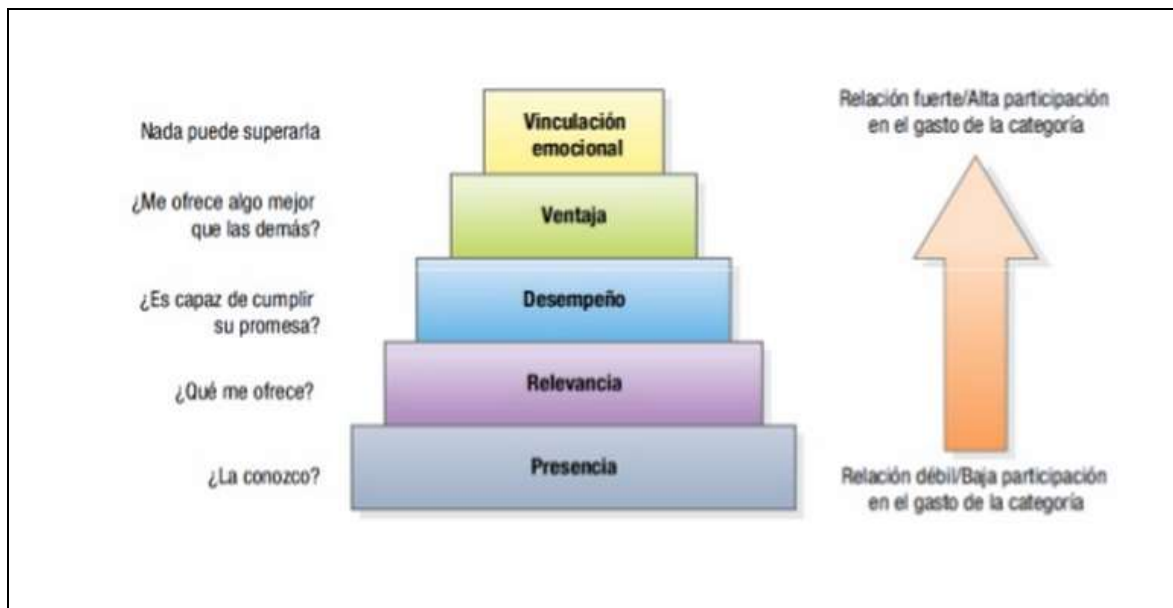 Nada puede superarla
Vinculación
emocional
Relación fuerte/Alta participación
en el gasto de la categoría
¿Me ofrece algo mejor
que las demás?
Ventaja
¿Es capaz de cumplir
su promesa?
Desempeño
¿Qué me ofrece?
Relevancia
¿La conozco?
Presencia
Relación débil/Baja participación
en el gasto de la categoría